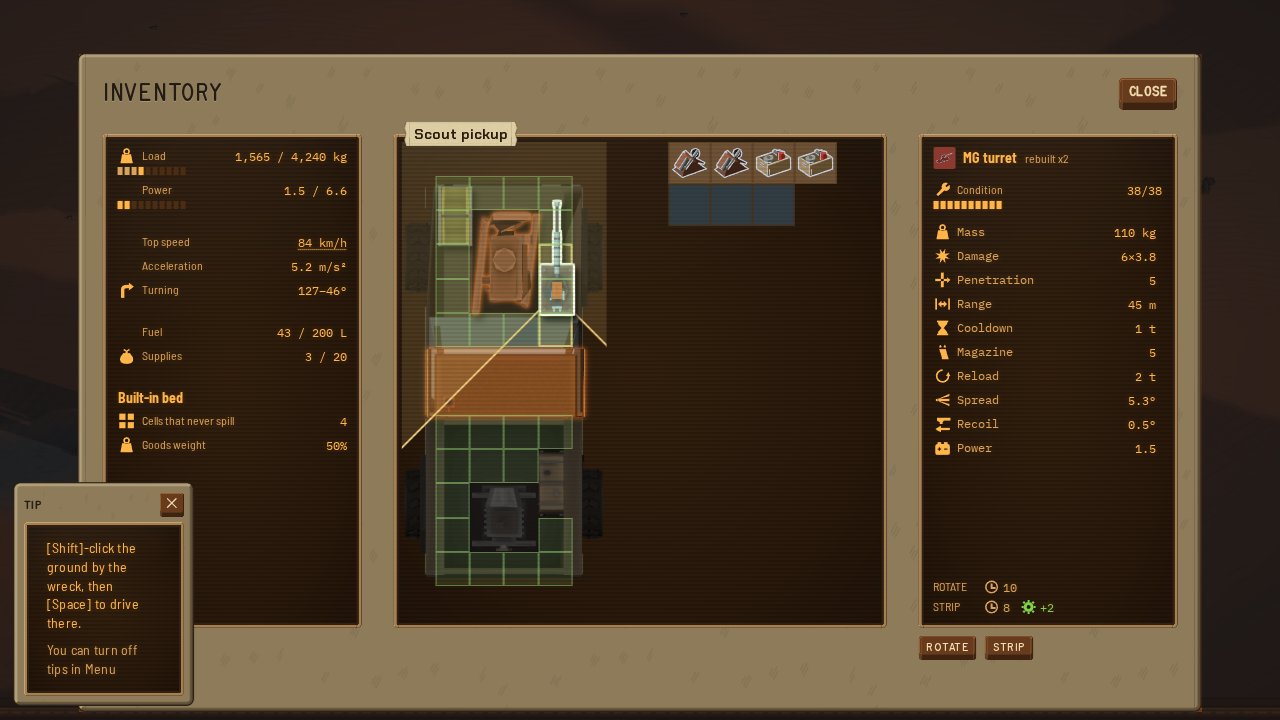 INVENTORY
CLOSE
Scout pickup
Load 1,565 / 4,240 kg
Power 1.5 / 6.6
Top speed 84 km/h
Acceleration 5.2 m/s²
Turning 127–46°
Fuel 43 / 200 L
Supplies 3 / 20
Built-in bed
Cells that never spill 4
Goods weight 50%
MG turret rebuilt x2
Condition 38/38
Mass 110 kg
Damage 6×3.8
Penetration 5
Range 45 m
Cooldown 1 t
Magazine 5
Reload 2 t
Spread 5.3°
Recoil 0.5°
Power 1.5
ROTATE 10
STRIP 8 +2
ROTATE STRIP
TIP
[Shift]-click the
ground by the
wreck, then
[Space] to drive
there.
You can turn off
tips in Menu